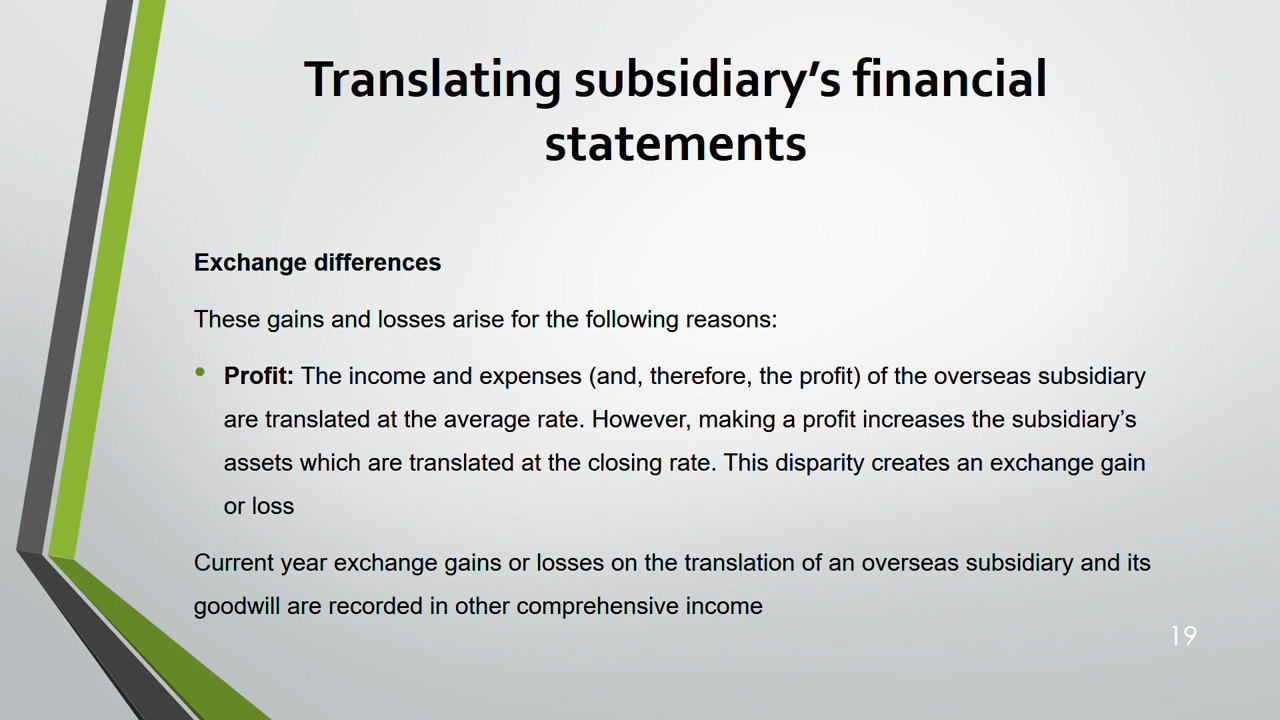 Translating subsidiary’s financial
statements
Exchange differences
These gains and losses arise for the following reasons:
• Profit: The income and expenses (and, therefore, the profit) of the overseas subsidiary
are translated at the average rate. However, making a profit increases the subsidiary’s
assets which are translated at the closing rate. This disparity creates an exchange gain
or loss
Current year exchange gains or losses on the translation of an overseas subsidiary and its
goodwill are recorded in other comprehensive income
19